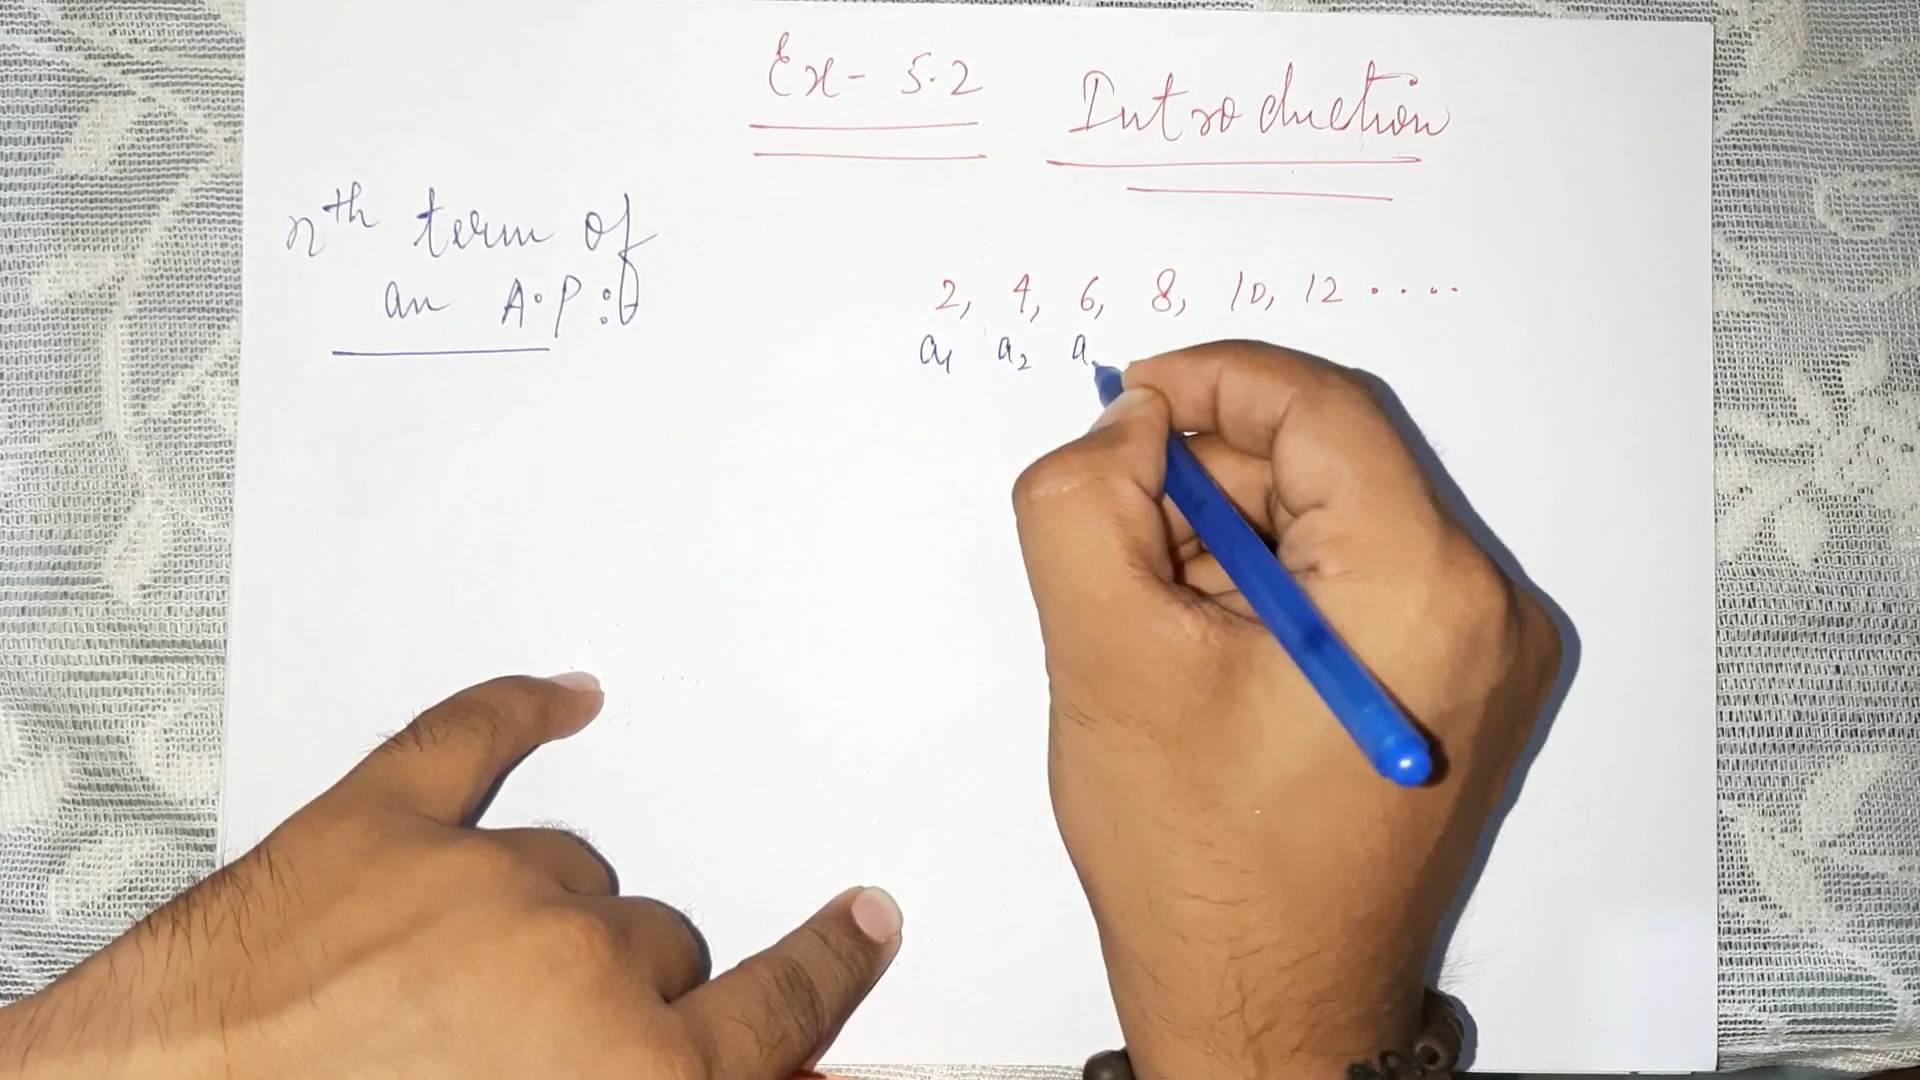 Ex- 5.2 Introduction
nth term of
an A.P :-
2, 4, 6, 8, 10, 12 ....
a1 a2 a